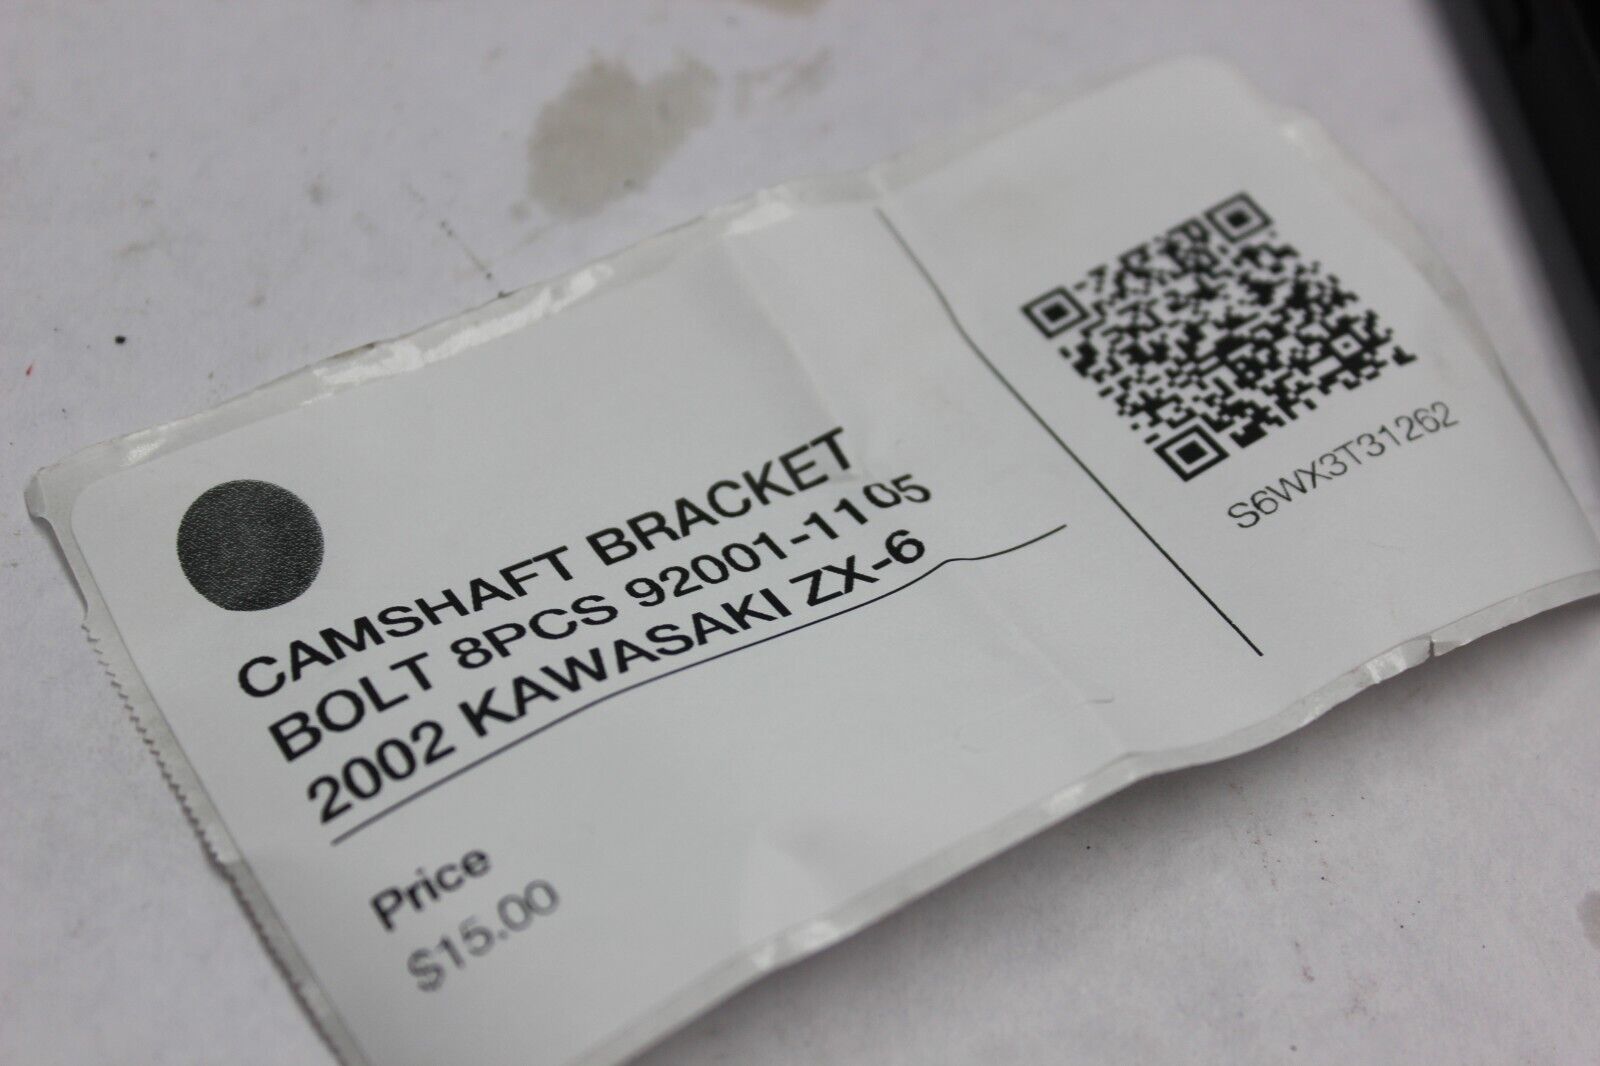 CAMSHAFT BRACKET
BOLT 8PCS 92001-1105
2002 KAWASAKI ZX-6
Price
$15.00
S6WX3T31262